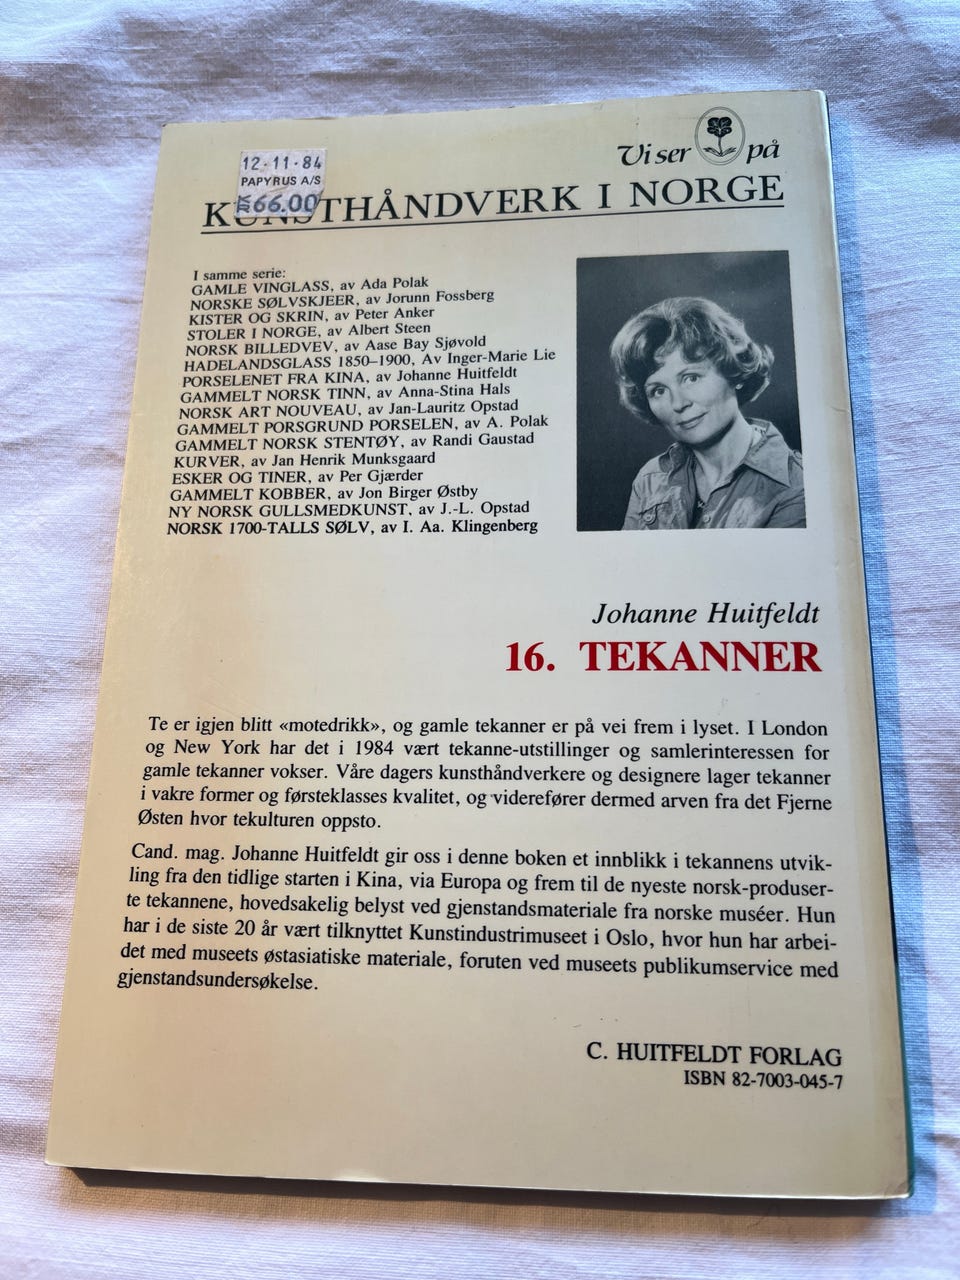 Vi ser på
12-11-84
PAPYRUS A/S
66.00
KUNSTHÅNDVERK I NORGE
I samme serie:
GAMLE VINGLASS, av Ada Polak
NORSKE SØLVSKJEER, av Jorunn Fossberg
KISTER OG SKRIN, av Peter Anker
STOLER I NORGE, av Albert Steen
NORSK BILLEDVEV, av Aase Bay Sjøvold
HADELANDSGLASS 1850–1900, Av Inger-Marie Lie
PORSELENET FRA KINA, av Johanne Huitfeldt
GAMMELT NORSK TINN, av Anna-Stina Hals
NORSK ART NOUVEAU, av Jan-Lauritz Opstad
GAMMELT PORSGRUND PORSELEN, av A. Polak
GAMMELT NORSK STENTØY, av Randi Gaustad
KURVER, av Jan Henrik Munksgaard
ESKER OG TINER, av Per Gjærder
GAMMELT KOBBER, av Jon Birger Østby
NY NORSK GULLSMEDKUNST, av J.-L. Opstad
NORSK 1700-TALLS SØLV, av I. Aa. Klingenberg
Johanne Huitfeldt
16. TEKANNER
Te er igjen blitt «motedrikk», og gamle tekanner er på vei frem i lyset. I London
og New York har det i 1984 vært tekanne-utstillinger og samlerinteressen for
gamle tekanner vokser. Våre dagers kunsthåndverkere og designere lager tekanner
i vakre former og førsteklasses kvalitet, og viderefører dermed arven fra det Fjerne
Østen hvor tekulturen oppsto.
Cand. mag. Johanne Huitfeldt gir oss i denne boken et innblikk i tekannens utvik-
ling fra den tidlige starten i Kina, via Europa og frem til de nyeste norsk-produser-
te tekannene, hovedsakelig belyst ved gjenstandsmateriale fra norske muséer. Hun
har i de siste 20 år vært tilknyttet Kunstindustrimuseet i Oslo, hvor hun har arbei-
det med museets østasiatiske materiale, foruten ved museets publikumservice med
gjenstandsundersøkelse.
C. HUITFELDT FORLAG
ISBN 82-7003-045-7